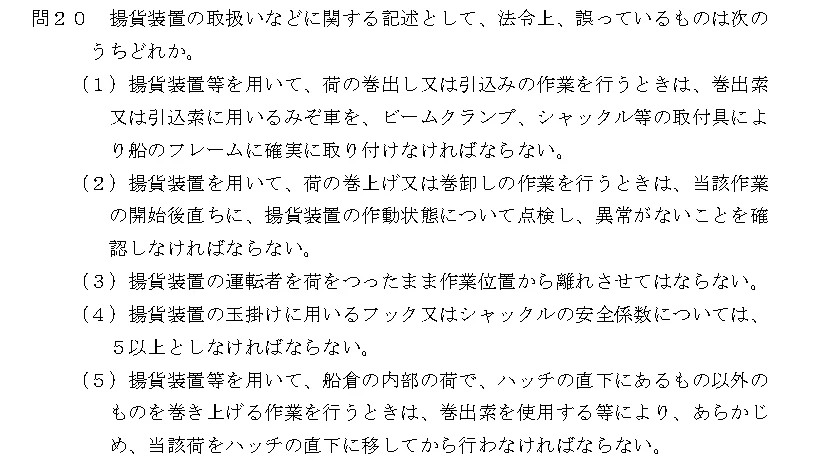 問２０　揚貨装置の取扱いなどに関する記述として、法令上、誤っているものは次の
うちどれか。
（１）揚貨装置等を用いて、荷の巻出し又は引込みの作業を行うときは、巻出索
又は引込索に用いるみぞ車を、ビームクランプ、シャックル等の取付具によ
り船のフレームに確実に取り付けなければならない。
（２）揚貨装置を用いて、荷の巻上げ又は巻卸しの作業を行うときは、当該作業
の開始後直ちに、揚貨装置の作動状態について点検し、異常がないことを確
認しなければならない。
（３）揚貨装置の運転者を荷をつったまま作業位置から離れさせてはならない。
（４）揚貨装置の玉掛けに用いるフック又はシャックルの安全係数については、
５以上としなければならない。
（５）揚貨装置等を用いて、船倉の内部の荷で、ハッチの直下にあるもの以外の
ものを巻き上げる作業を行うときは、巻出索を使用する等により、あらかじ
め、当該荷をハッチの直下に移してから行わなければならない。